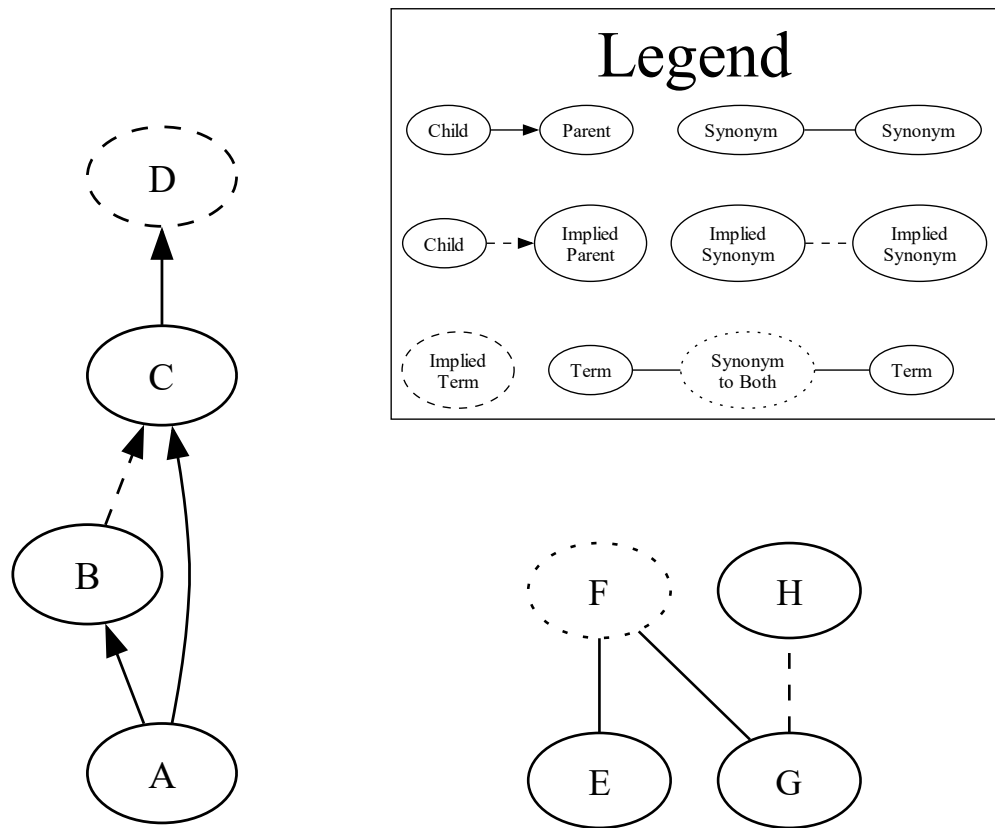 Legend
Child
Parent
Synonym
Synonym
Child
Implied
Parent
Implied
Synonym
Implied
Synonym
Implied
Term
Term
Synonym
to Both
Term
D
C
B
A
F
H
E
G